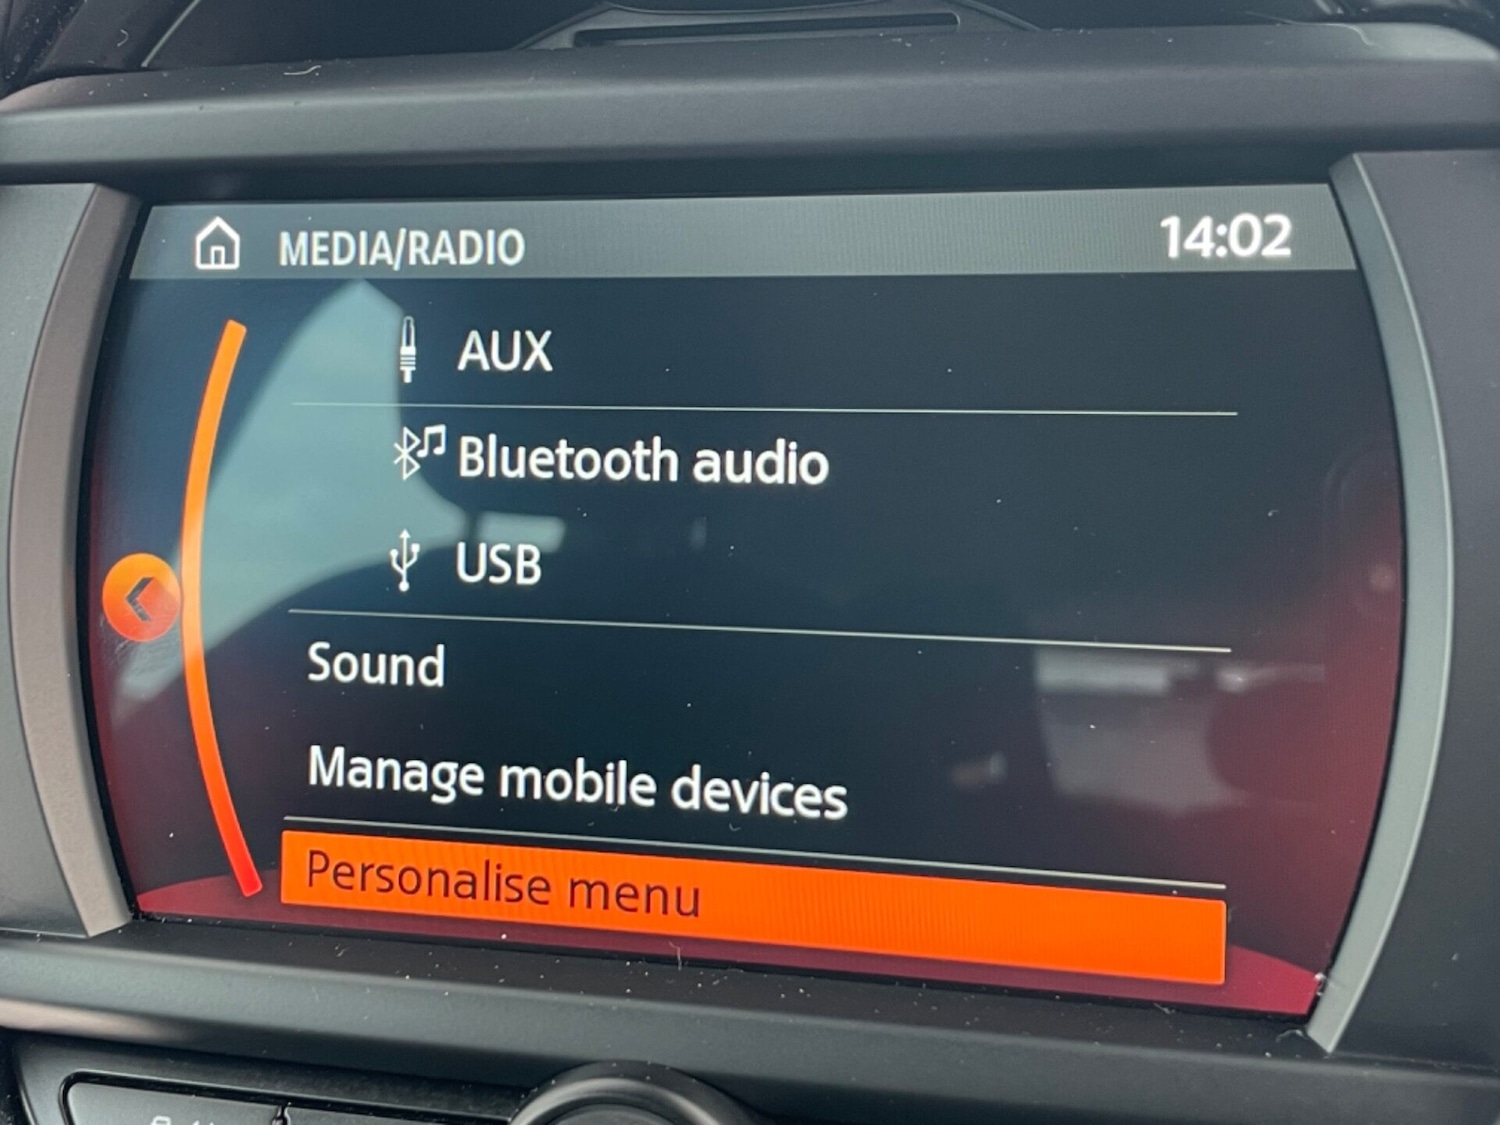 MEDIA/RADIO 14:02
AUX
Bluetooth audio
USB
Sound
Manage mobile devices
Personalise menu